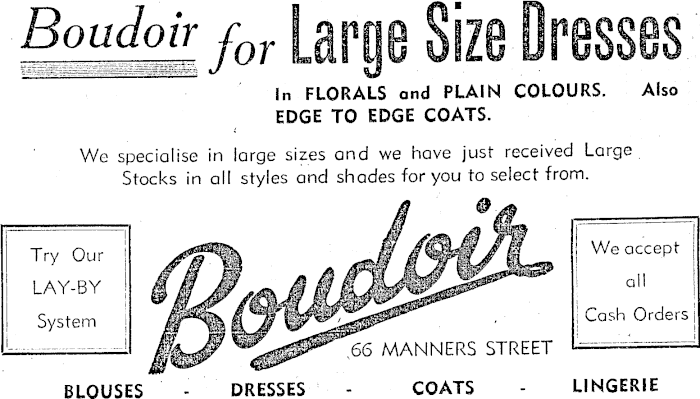 Boudoir for Large Size Dresses
In FLORALS and PLAIN COLOURS. Also
EDGE TO EDGE COATS.
We specialise in large sizes and we have just received Large
Stocks in all styles and shades for you to select from.
Try Our
LAY-BY
System
Boudoir
66 MANNERS STREET
We accept
all
Cash Orders
BLOUSES - DRESSES - COATS - LINGERIE